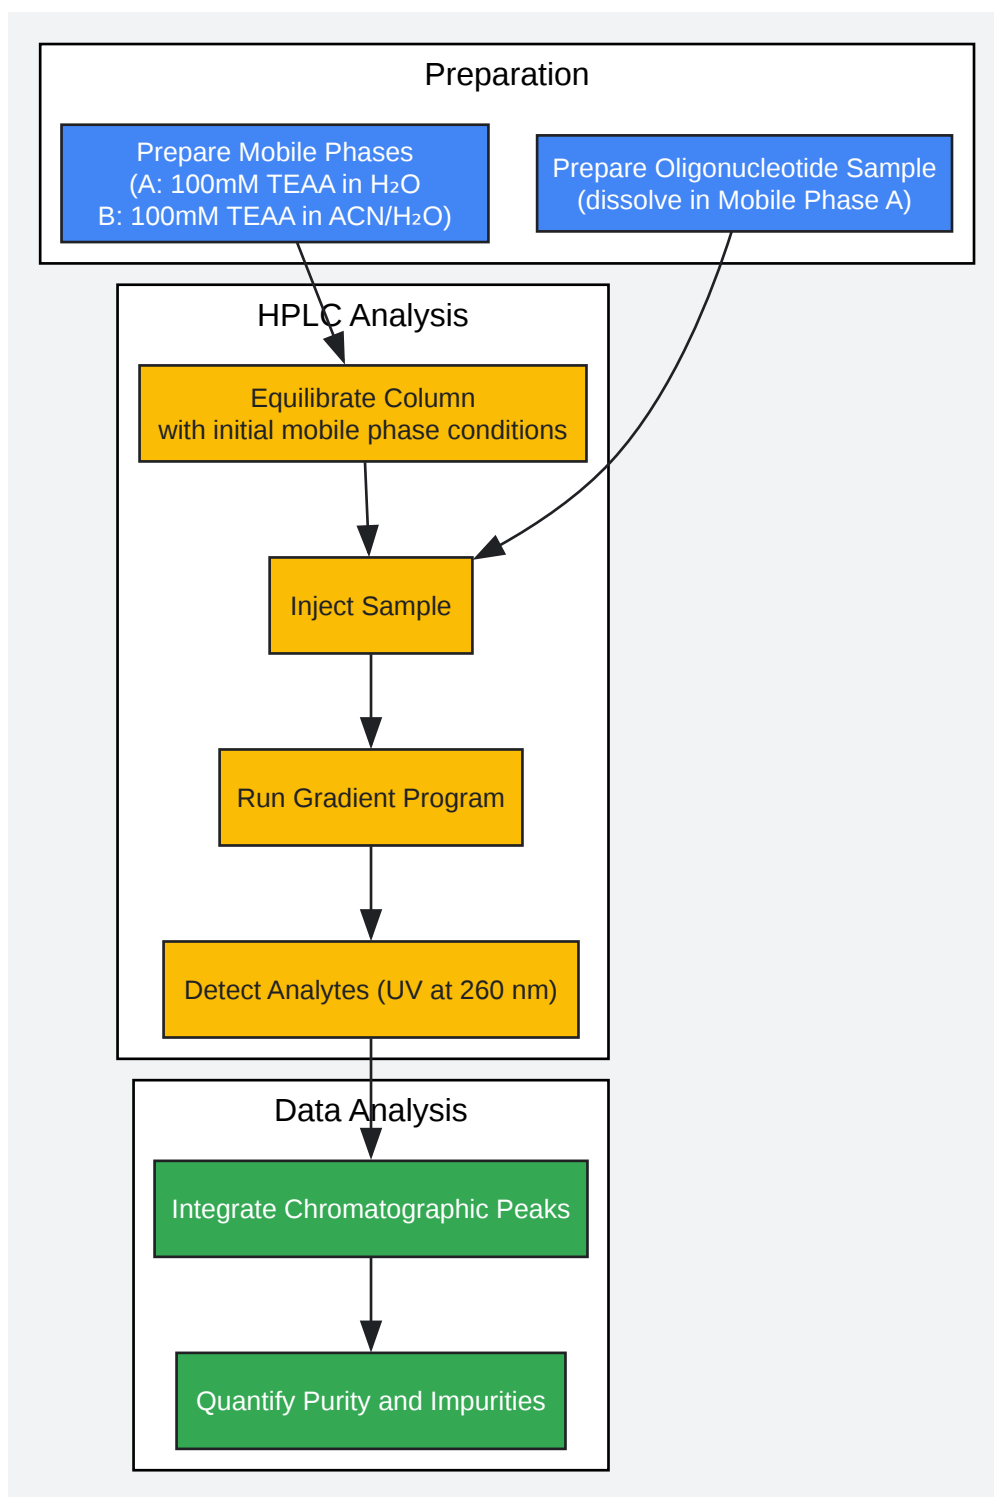 Preparation
Prepare Mobile Phases
(A: 100mM TEAA in H₂O
B: 100mM TEAA in ACN/H₂O)
Prepare Oligonucleotide Sample
(dissolve in Mobile Phase A)
HPLC Analysis
Equilibrate Column
with initial mobile phase conditions
Inject Sample
Run Gradient Program
Detect Analytes (UV at 260 nm)
Data Analysis
Integrate Chromatographic Peaks
Quantify Purity and Impurities